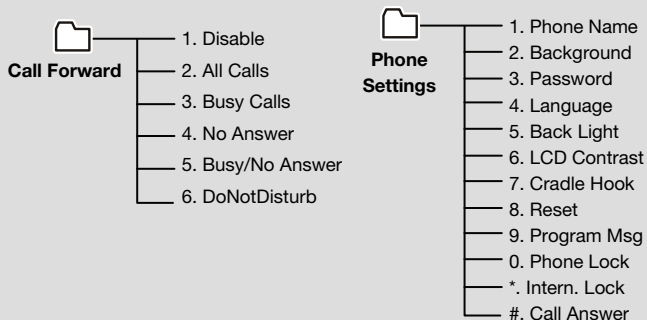 Call Forward
1. Disable
2. All Calls
3. Busy Calls
4. No Answer
5. Busy/No Answer
6. DoNotDisturb
Phone
Settings
1. Phone Name
2. Background
3. Password
4. Language
5. Back Light
6. LCD Contrast
7. Cradle Hook
8. Reset
9. Program Msg
0. Phone Lock
*. Intern. Lock
#. Call Answer